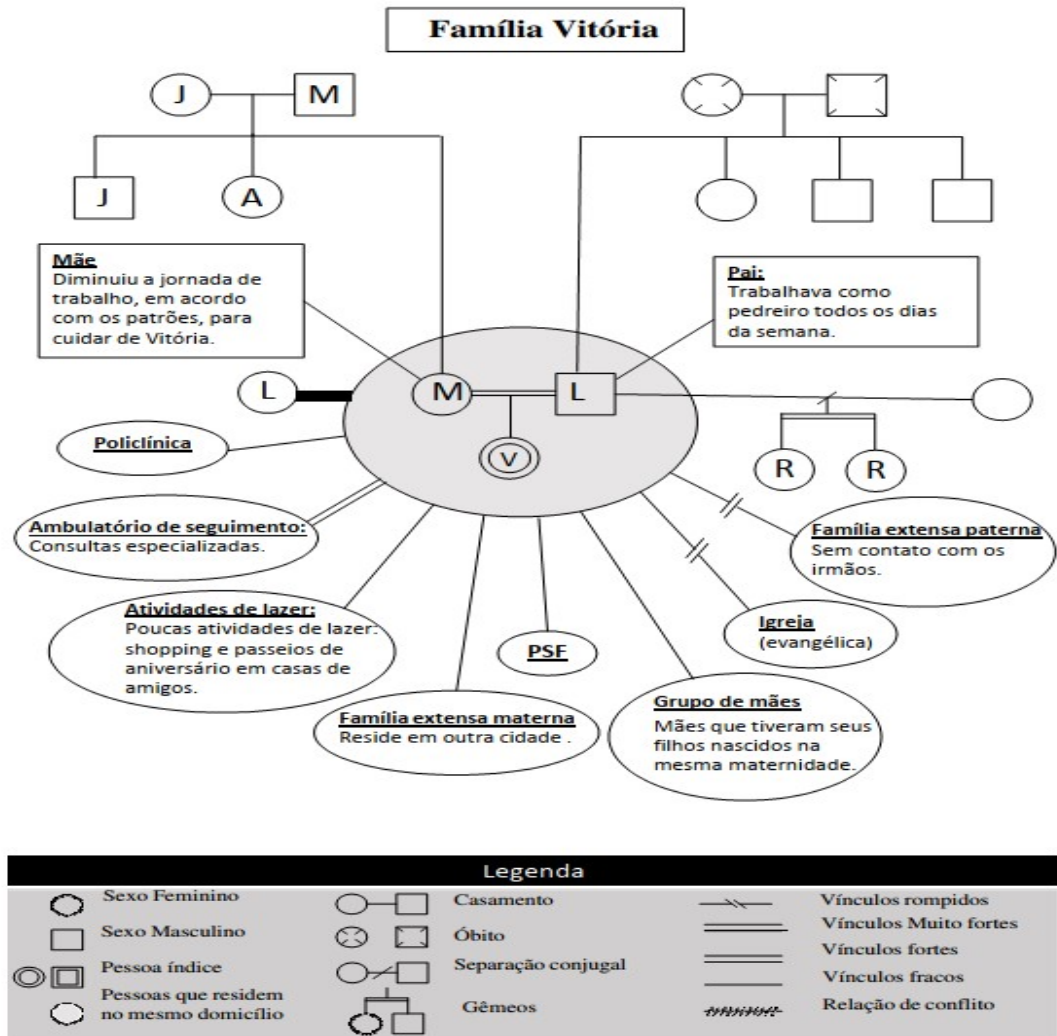 Família Vitória
J
M
J
A
Mãe
Diminuiu a jornada de
trabalho, em acordo
com os patrões, para
cuidar de Vitória.
Pai:
Trabalhava como
pedreiro todos os dias
da semana.
L
M
L
V
R
R
Policlínica
Ambulatório de seguimento:
Consultas especializadas.
Atividades de lazer:
Poucas atividades de lazer:
shopping e passeios de
aniversário em casas de
amigos.
Família extensa materna
Reside em outra cidade .
PSF
Grupo de mães
Mães que tiveram seus
filhos nascidos na
mesma maternidade.
Igreja
(evangélica)
Família extensa paterna
Sem contato com os
irmãos.
Legenda
Sexo Feminino
Sexo Masculino
Pessoa índice
Pessoas que residem
no mesmo domicílio
Casamento
Óbito
Separação conjugal
Gêmeos
Vínculos rompidos
Vínculos Muito fortes
Vínculos fortes
Vínculos fracos
Relação de conflito